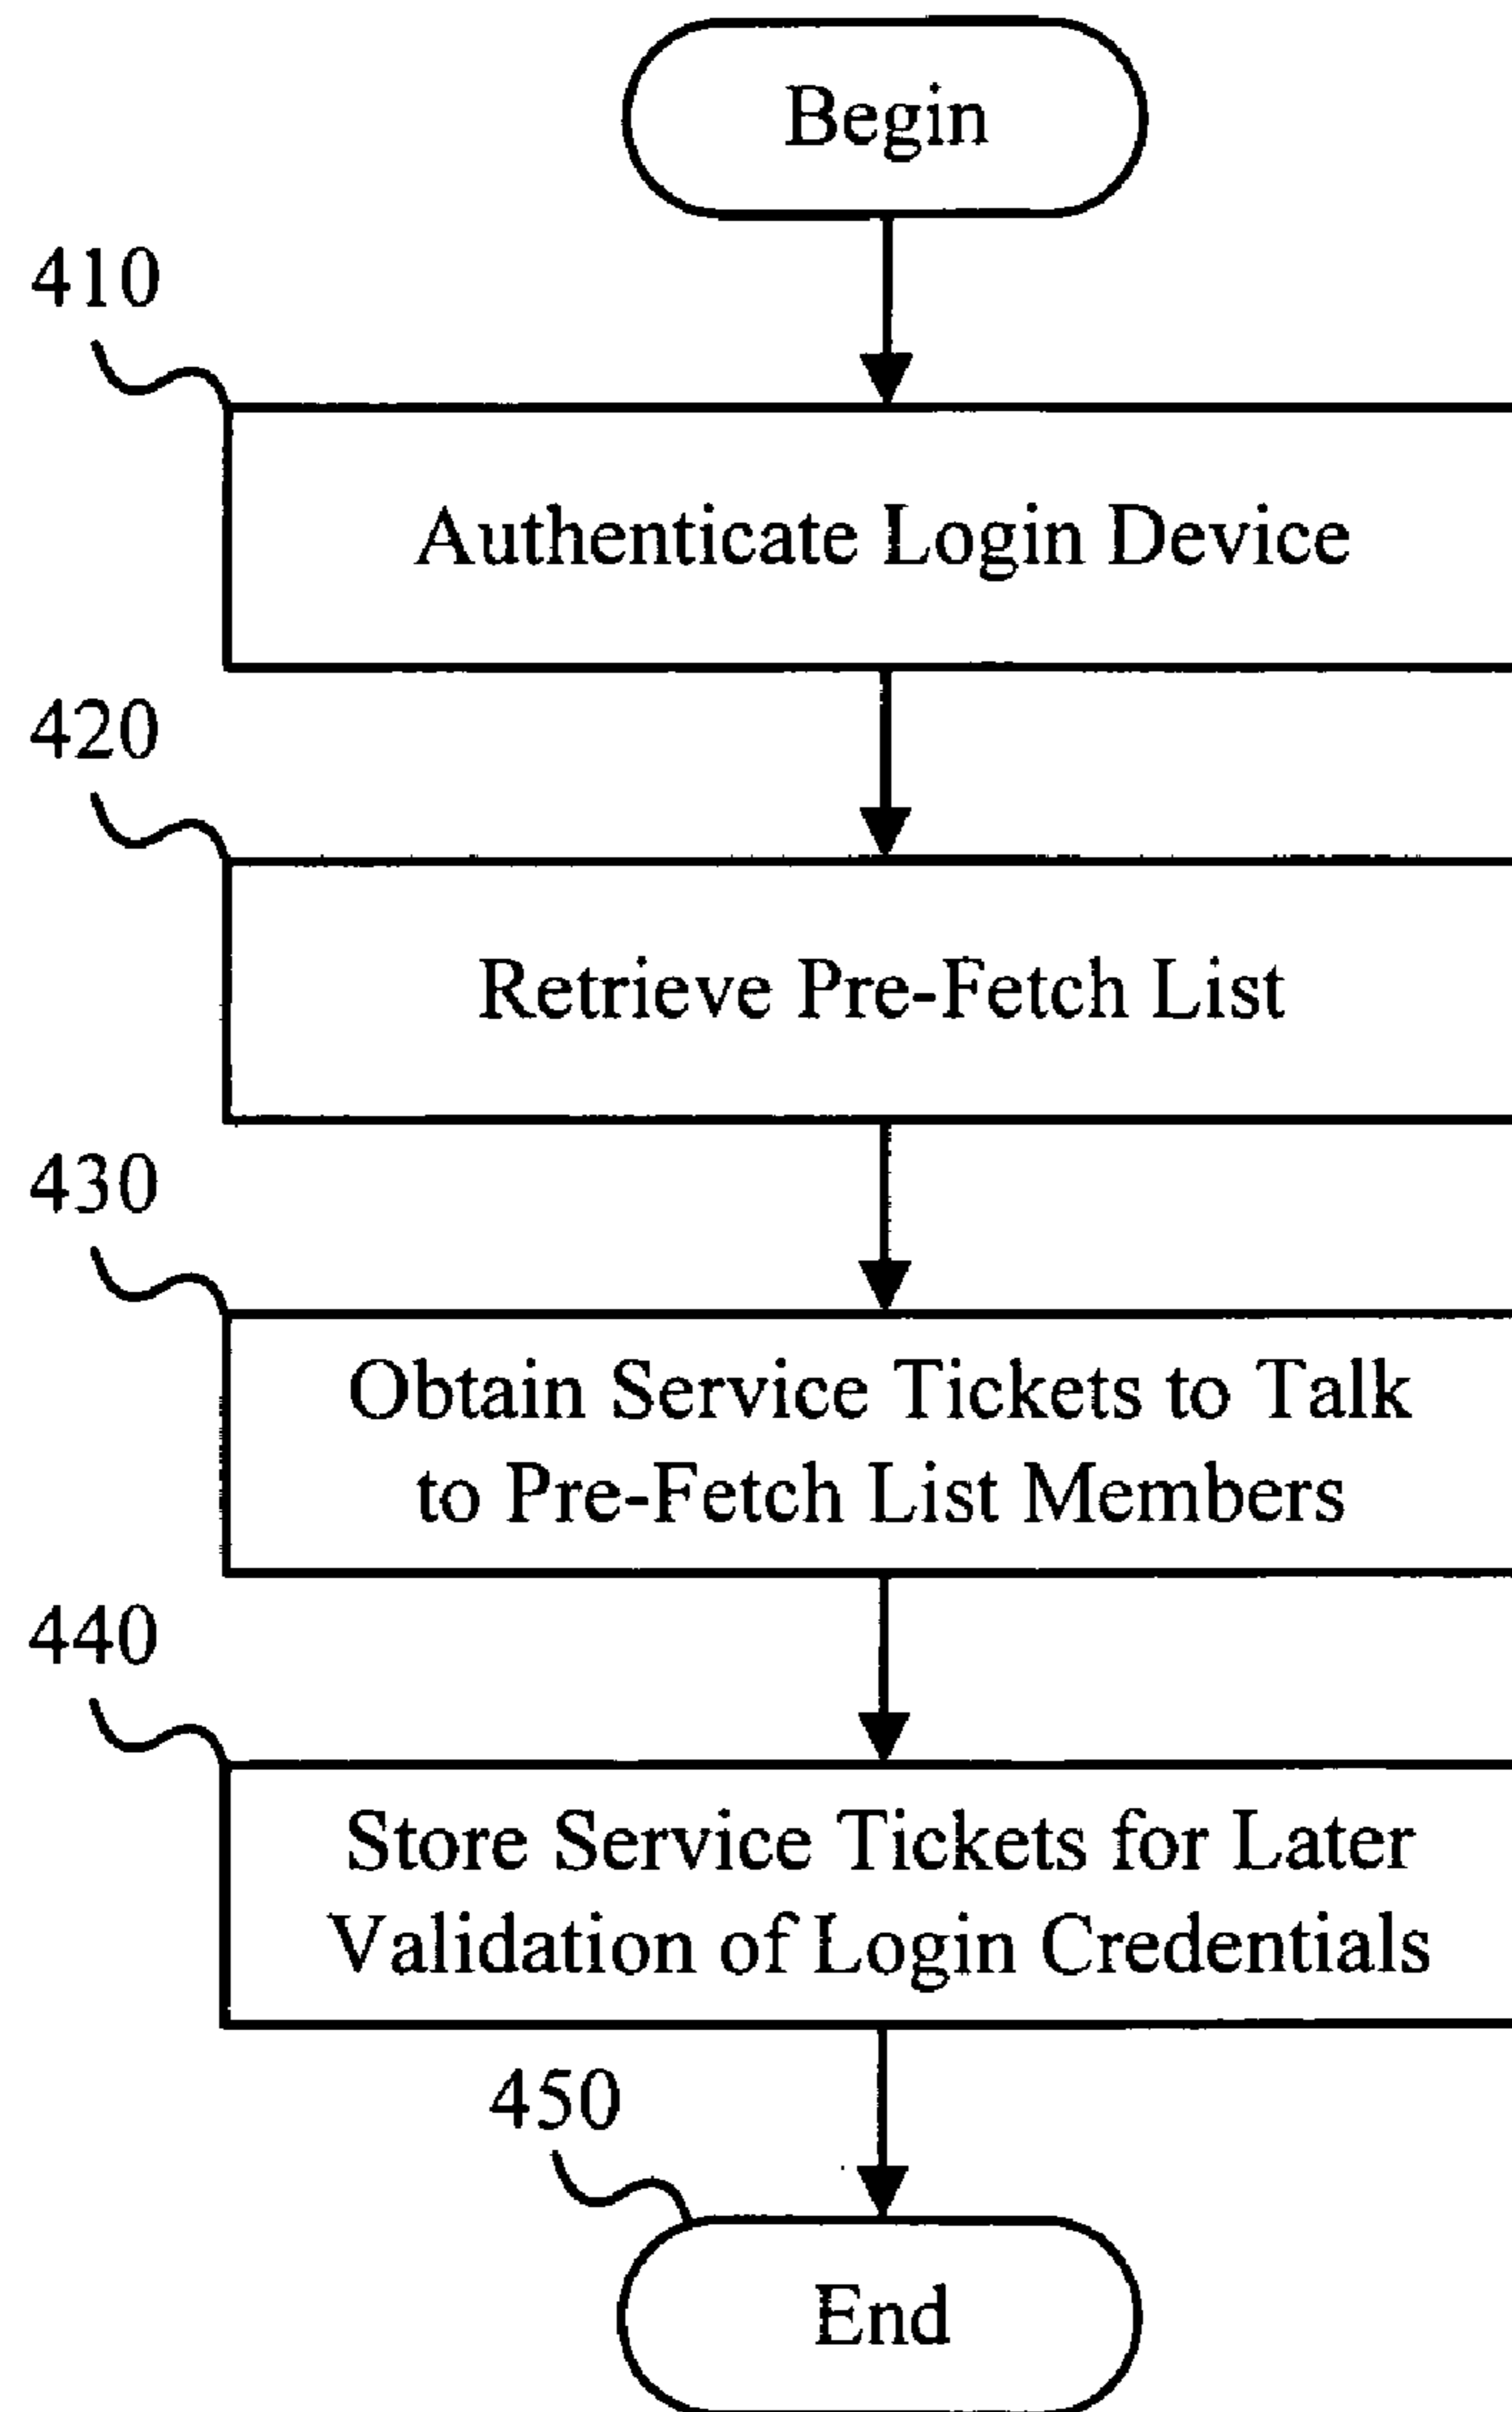 Begin
410
Authenticate Login Device
420
Retrieve Pre-Fetch List
430
Obtain Service Tickets to Talk
to Pre-Fetch List Members
440
Store Service Tickets for Later
Validation of Login Credentials
450
End